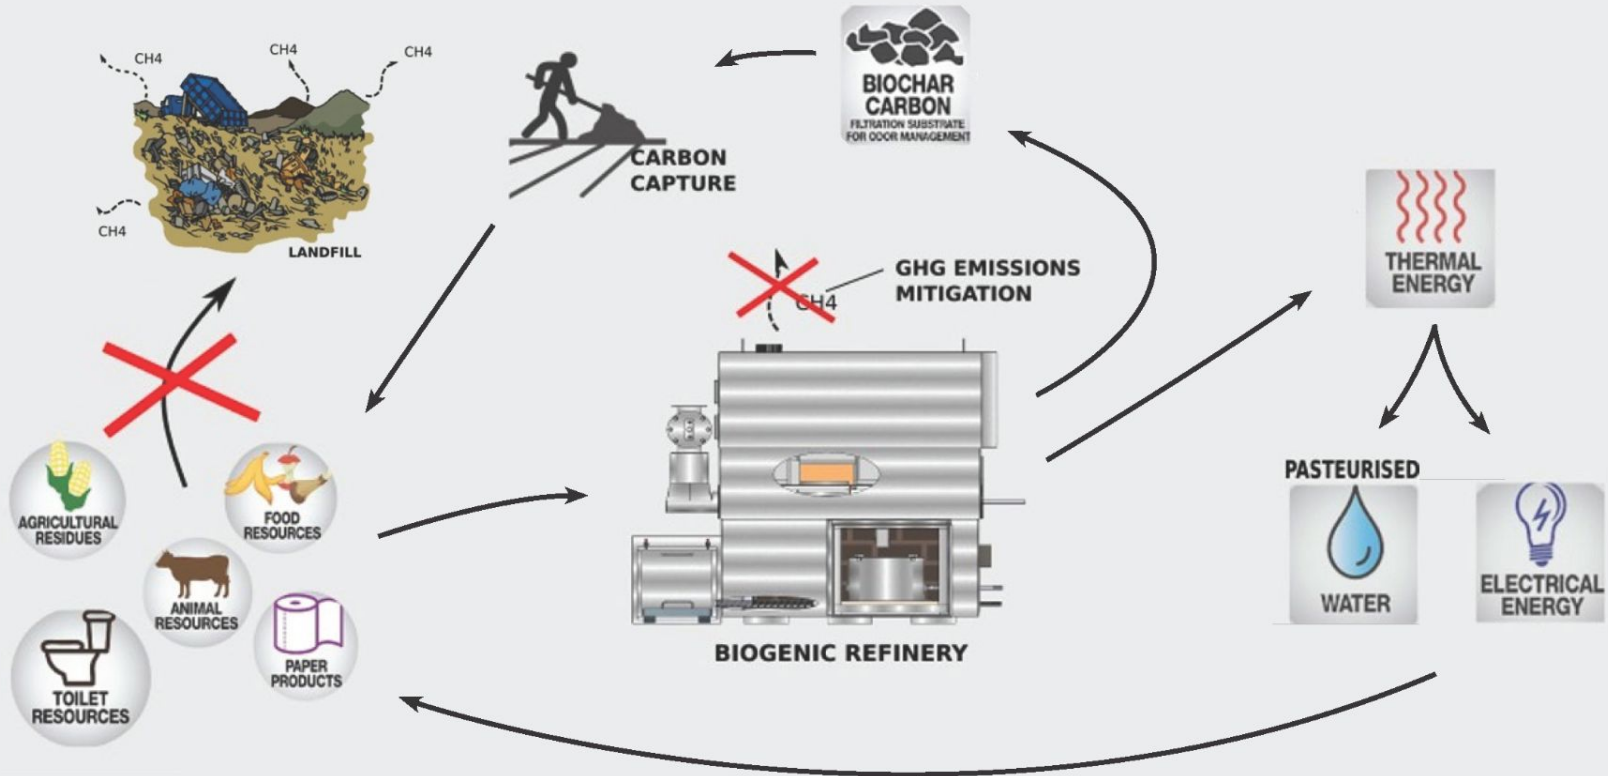 CH4
CH4
CH4
CH4
LANDFILL
CARBON
CAPTURE
BIOCHAR
CARBON
FILTRATION SUBSTRATE
FOR ODOR MANAGEMENT
CH4
GHG EMISSIONS
MITIGATION
THERMAL
ENERGY
AGRICULTURAL
RESIDUES
FOOD
RESOURCES
ANIMAL
RESOURCES
TOILET
RESOURCES
PAPER
PRODUCTS
BIOGENIC REFINERY
PASTEURISED
WATER
ELECTRICAL
ENERGY